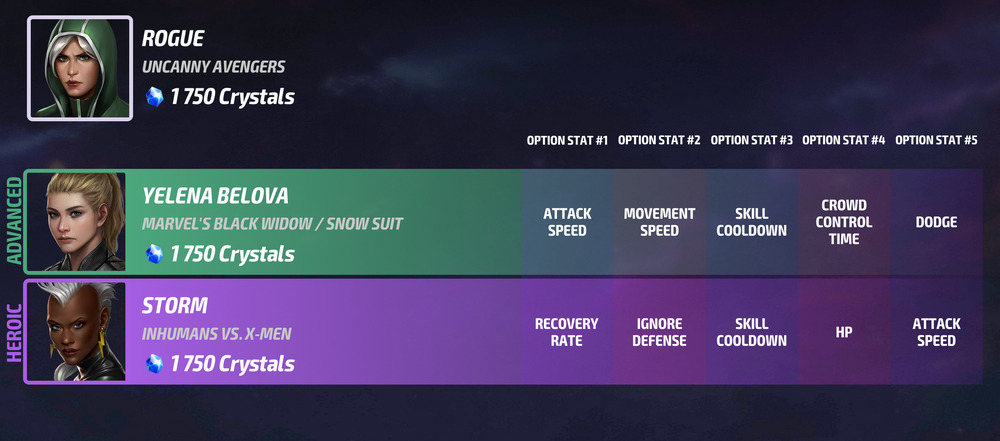 ROGUE
UNCANNY AVENGERS
1 750 Crystals
OPTION STAT #1 OPTION STAT #2 OPTION STAT #3 OPTION STAT #4 OPTION STAT #5
ADVANCED
YELENA BELOVA
MARVEL'S BLACK WIDOW / SNOW SUIT
1 750 Crystals
ATTACK
SPEED
MOVEMENT
SPEED
SKILL
COOLDOWN
CROWD
CONTROL
TIME
DODGE
HEROIC
STORM
INHUMANS VS. X-MEN
1 750 Crystals
RECOVERY
RATE
IGNORE
DEFENSE
SKILL
COOLDOWN
HP
ATTACK
SPEED